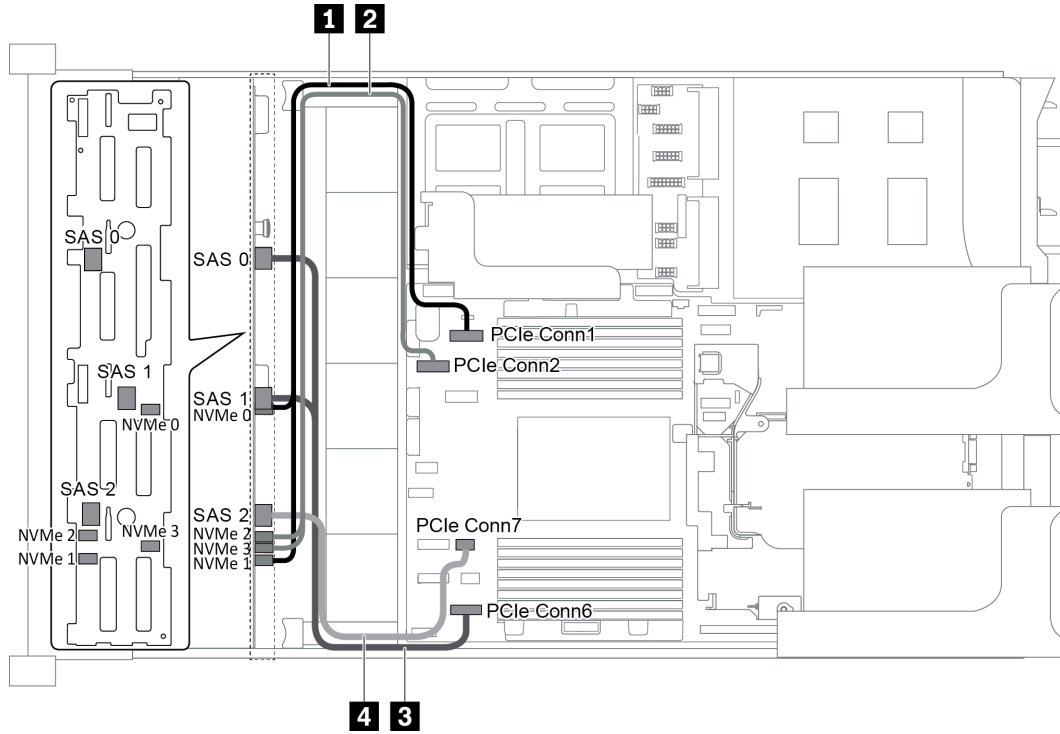 1 2
SAS 0
SAS 0
PCIe Conn1
PCIe Conn2
SAS 1
NVMe 0
SAS 1
NVMe 0
SAS 2
NVMe 2
NVMe 3
NVMe 1
SAS 2
NVMe 2
NVMe 3
NVMe 1
PCIe Conn7
PCIe Conn6
4 3